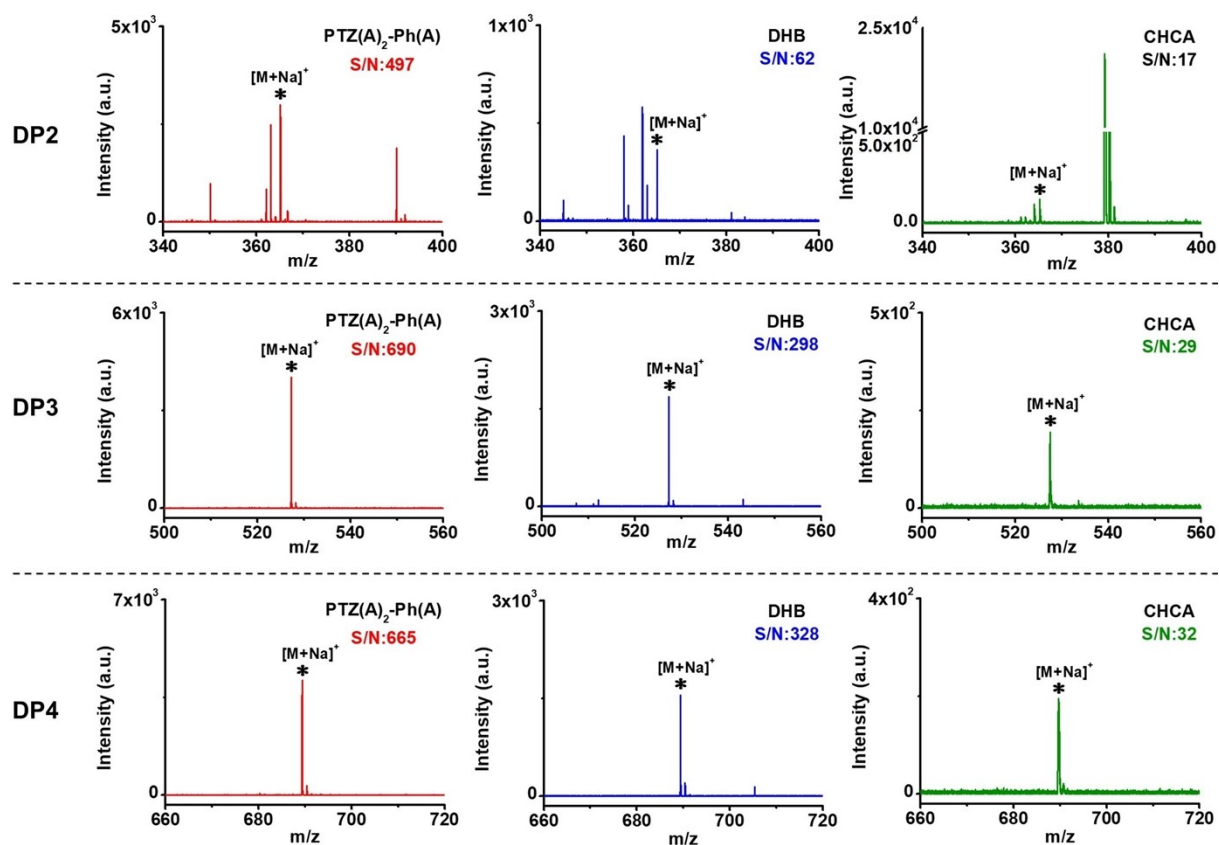 DP2
5x10³
0
Intensity (a.u.)
PTZ(A)₂-Ph(A)
S/N:497
[M+Na]⁺
*
340 360 380 400
m/z
1x10³
0
Intensity (a.u.)
DHB
S/N:62
[M+Na]⁺
*
340 360 380 400
m/z
2.5x10⁴
1.0x10⁴
5.0x10²
0.0
Intensity (a.u.)
CHCA
S/N:17
[M+Na]⁺
*
340 360 380 400
m/z
DP3
6x10³
0
Intensity (a.u.)
PTZ(A)₂-Ph(A)
S/N:690
[M+Na]⁺
*
500 520 540 560
m/z
3x10³
0
Intensity (a.u.)
DHB
S/N:298
[M+Na]⁺
*
500 520 540 560
m/z
5x10²
0
Intensity (a.u.)
CHCA
S/N:29
[M+Na]⁺
*
500 520 540 560
m/z
DP4
7x10³
0
Intensity (a.u.)
PTZ(A)₂-Ph(A)
S/N:665
[M+Na]⁺
*
660 680 700 720
m/z
3x10³
0
Intensity (a.u.)
DHB
S/N:328
[M+Na]⁺
*
660 680 700 720
m/z
4x10²
0
Intensity (a.u.)
CHCA
S/N:32
[M+Na]⁺
*
660 680 700 720
m/z